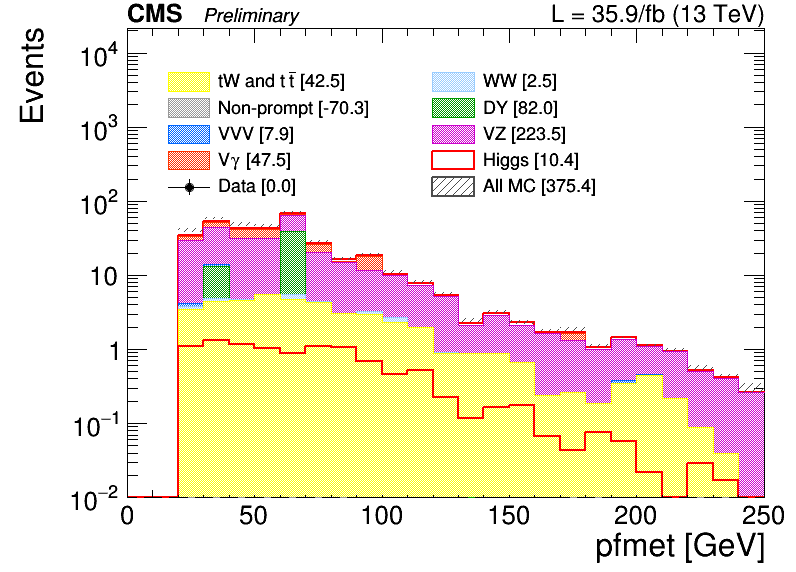 CMS Preliminary L = 35.9/fb (13 TeV)
Events
tW and tt̅ [42.5] WW [2.5]
Non-prompt [-70.3] DY [82.0]
VVV [7.9] VZ [223.5]
Vγ [47.5] Higgs [10.4]
Data [0.0] All MC [375.4]
10⁴
10³
10²
10
1
10⁻¹
10⁻²
0 50 100 150 200 250
pfmet [GeV]